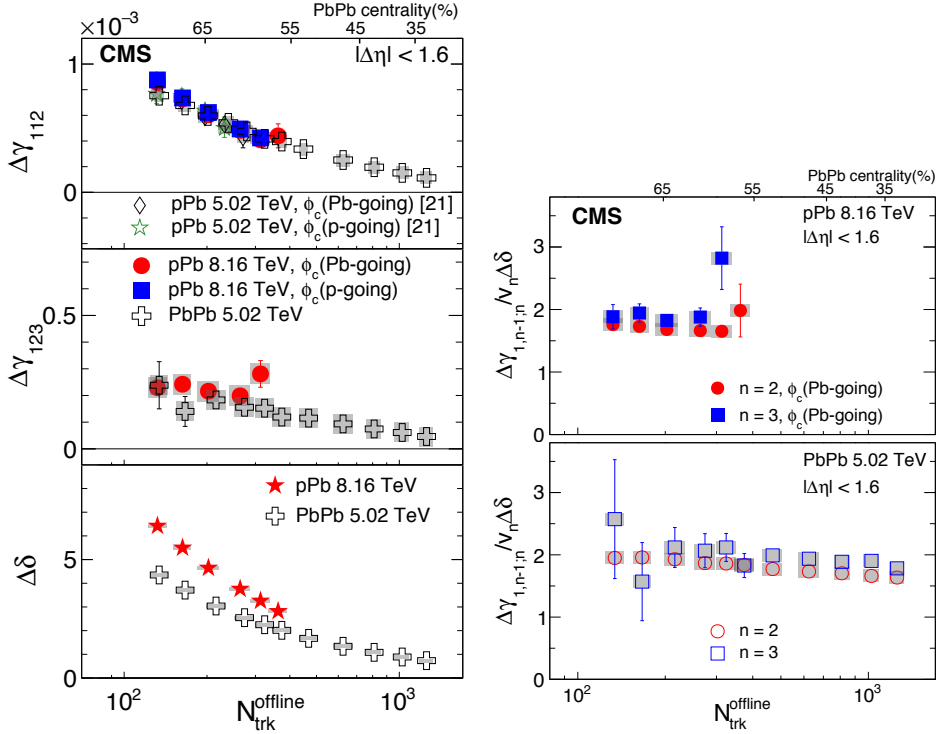 PbPb centrality(%)
×10⁻³
65 55 45 35
CMS
|Δη| < 1.6
1
0
Δγ₁₁₂
pPb 5.02 TeV, ϕc(Pb-going) [21]
pPb 5.02 TeV, ϕc(p-going) [21]
pPb 8.16 TeV, ϕc(Pb-going)
pPb 8.16 TeV, ϕc(p-going)
PbPb 5.02 TeV
0.5
0
Δγ₁₂₃
pPb 8.16 TeV
PbPb 5.02 TeV
5
0
Δδ
10² 10³
N_trk^offline
PbPb centrality(%)
65 55 45 35
CMS
pPb 8.16 TeV
|Δη| < 1.6
3
2
1
0
Δγ₁,ₙ₋₁;ₙ/vₙΔδ
n = 2, ϕc(Pb-going)
n = 3, ϕc(Pb-going)
PbPb 5.02 TeV
|Δη| < 1.6
3
2
1
0
Δγ₁,ₙ₋₁;ₙ/vₙΔδ
n = 2
n = 3
10² 10³
N_trk^offline